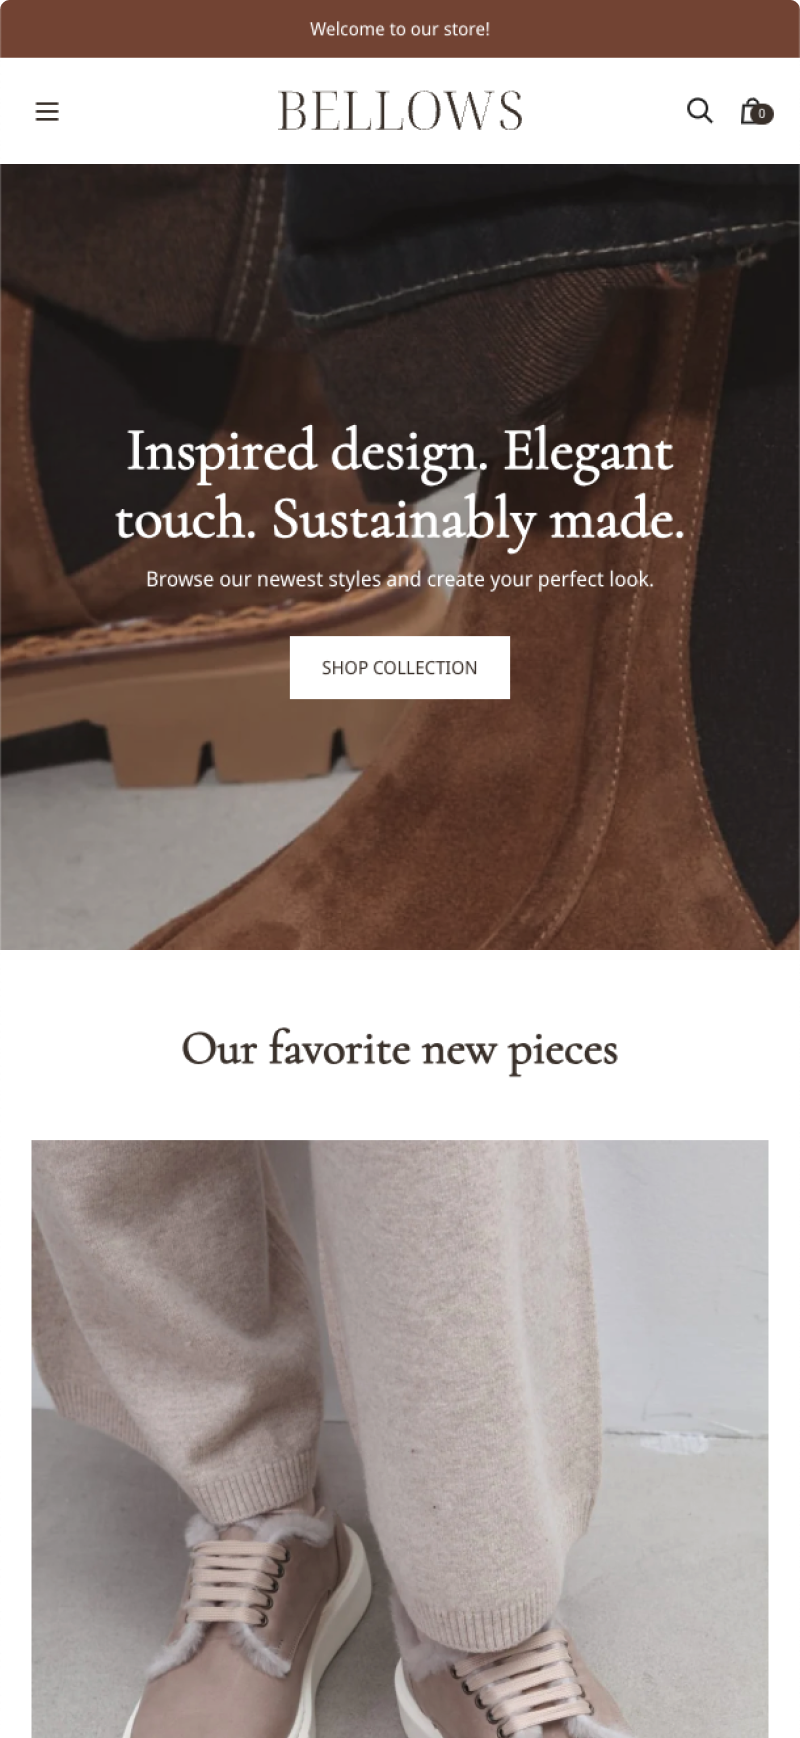 Welcome to our store!
BELLOWS
0
Inspired design. Elegant
touch. Sustainably made.
Browse our newest styles and create your perfect look.
SHOP COLLECTION
Our favorite new pieces